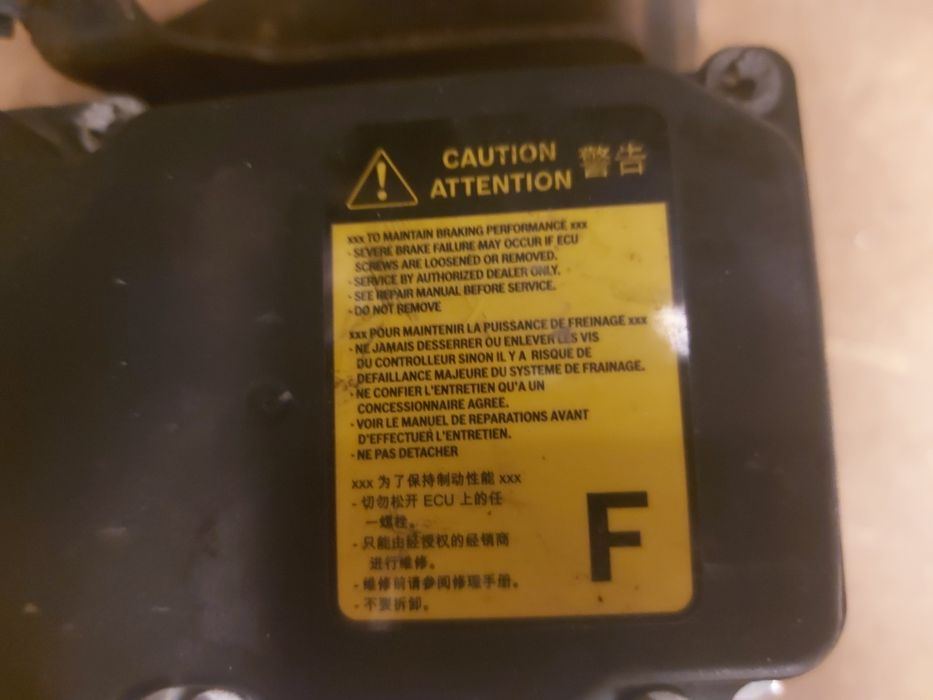 CAUTION
ATTENTION
警告
xxx TO MAINTAIN BRAKING PERFORMANCE xxx
- SEVERE BRAKE FAILURE MAY OCCUR IF ECU
SCREWS ARE LOOSENED OR REMOVED.
- SERVICE BY AUTHORIZED DEALER ONLY.
- SEE REPAIR MANUAL BEFORE SERVICE.
- DO NOT REMOVE
xxx POUR MAINTENIR LA PUISSANCE DE FREINAGE xxx
- NE JAMAIS DESSERRER OU ENLEVER LES VIS
DU CONTROLLEUR SINON IL Y A RISQUE DE
DEFAILLANCE MAJEURE DU SYSTEME DE FRAINAGE.
- NE CONFIER L'ENTRETIEN QU'A UN
CONCESSIONNAIRE AGREE.
- VOIR LE MANUEL DE REPARATIONS AVANT
D'EFFECTUER L'ENTRETIEN.
- NE PAS DETACHER
xxx 为了保持制动性能 xxx
- 切勿松开 ECU 上的任
一螺栓。
- 只能由经授权的经销商
进行维修。
- 维修前请参阅修理手册。
- 不要拆卸。
F